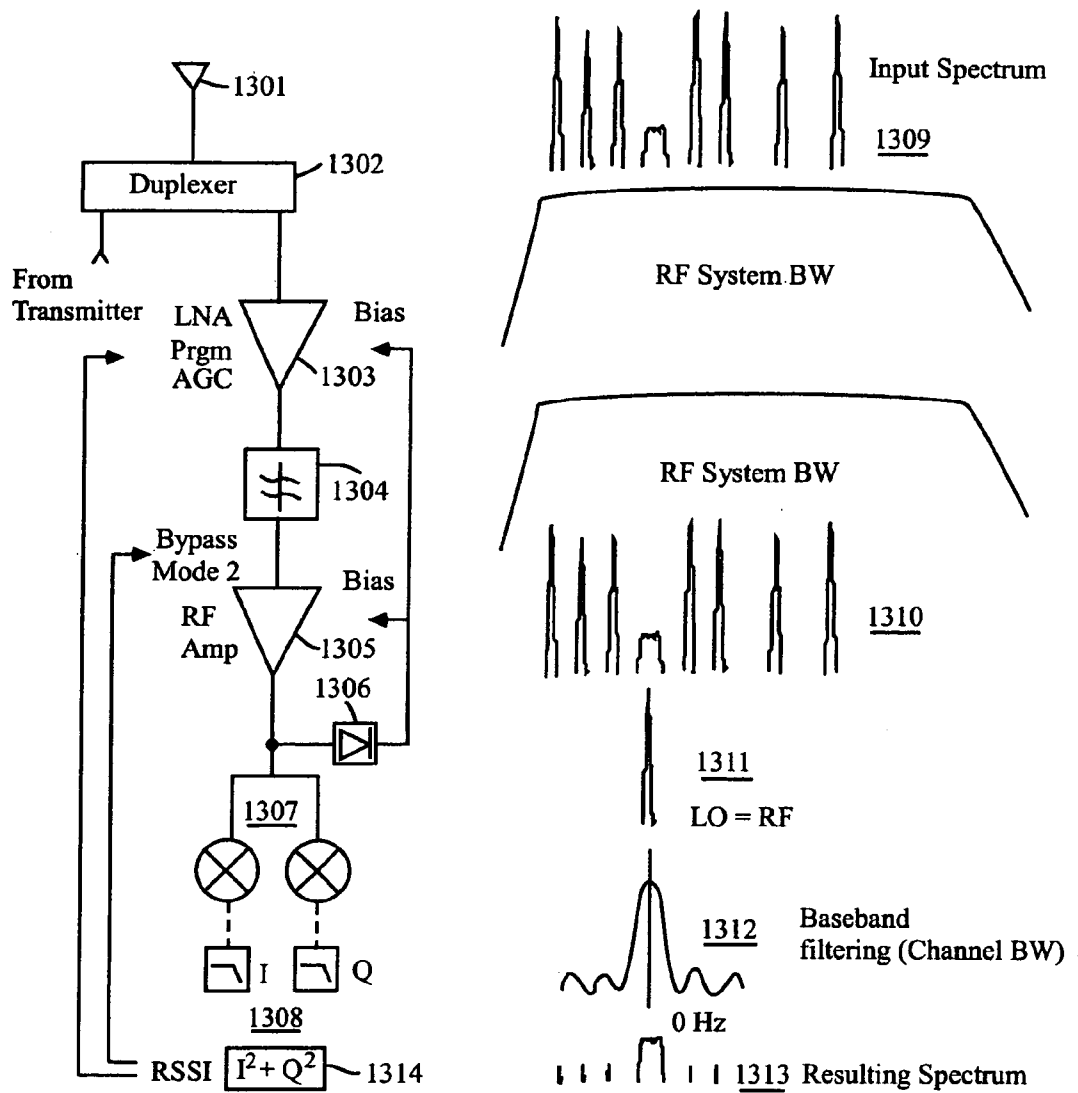 1301
Duplexer
1302
From
Transmitter
LNA
Prgm
AGC
Bias
1303
1304
Bypass
Mode 2
RF
Amp
Bias
1305
1306
1307
I
Q
1308
RSSI
I² + Q²
1314
Input Spectrum
1309
RF System BW
RF System BW
1310
1311
LO = RF
1312
Baseband
filtering (Channel BW)
0 Hz
1313 Resulting Spectrum